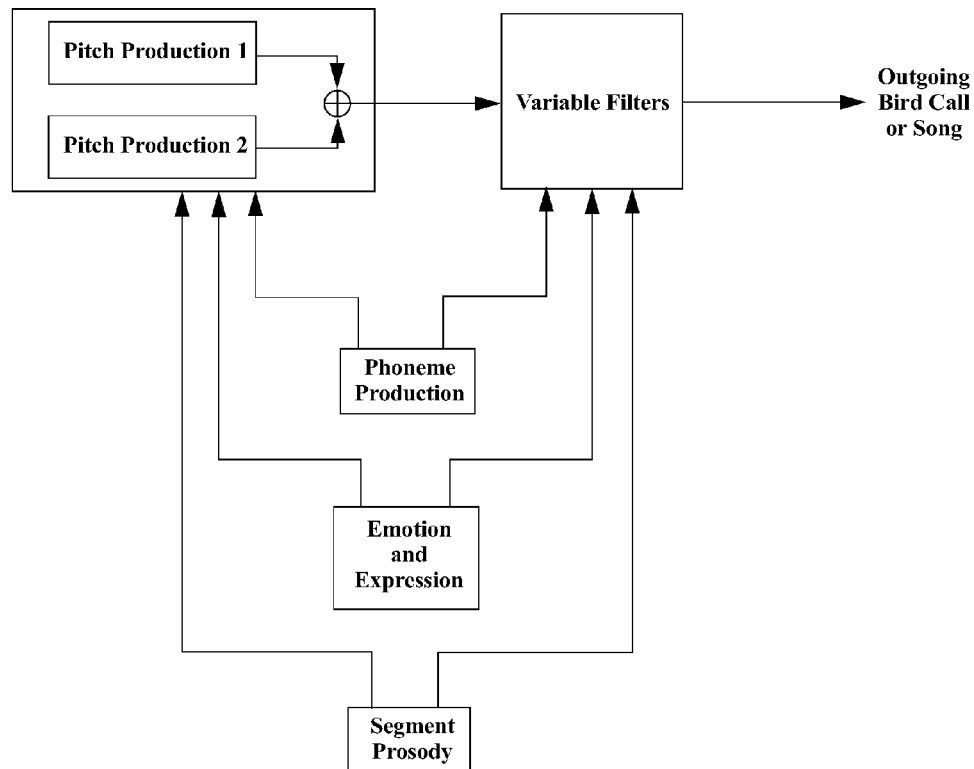 Pitch Production 1
Pitch Production 2
Variable Filters
Outgoing
Bird Call
or Song
Phoneme
Production
Emotion
and
Expression
Segment
Prosody